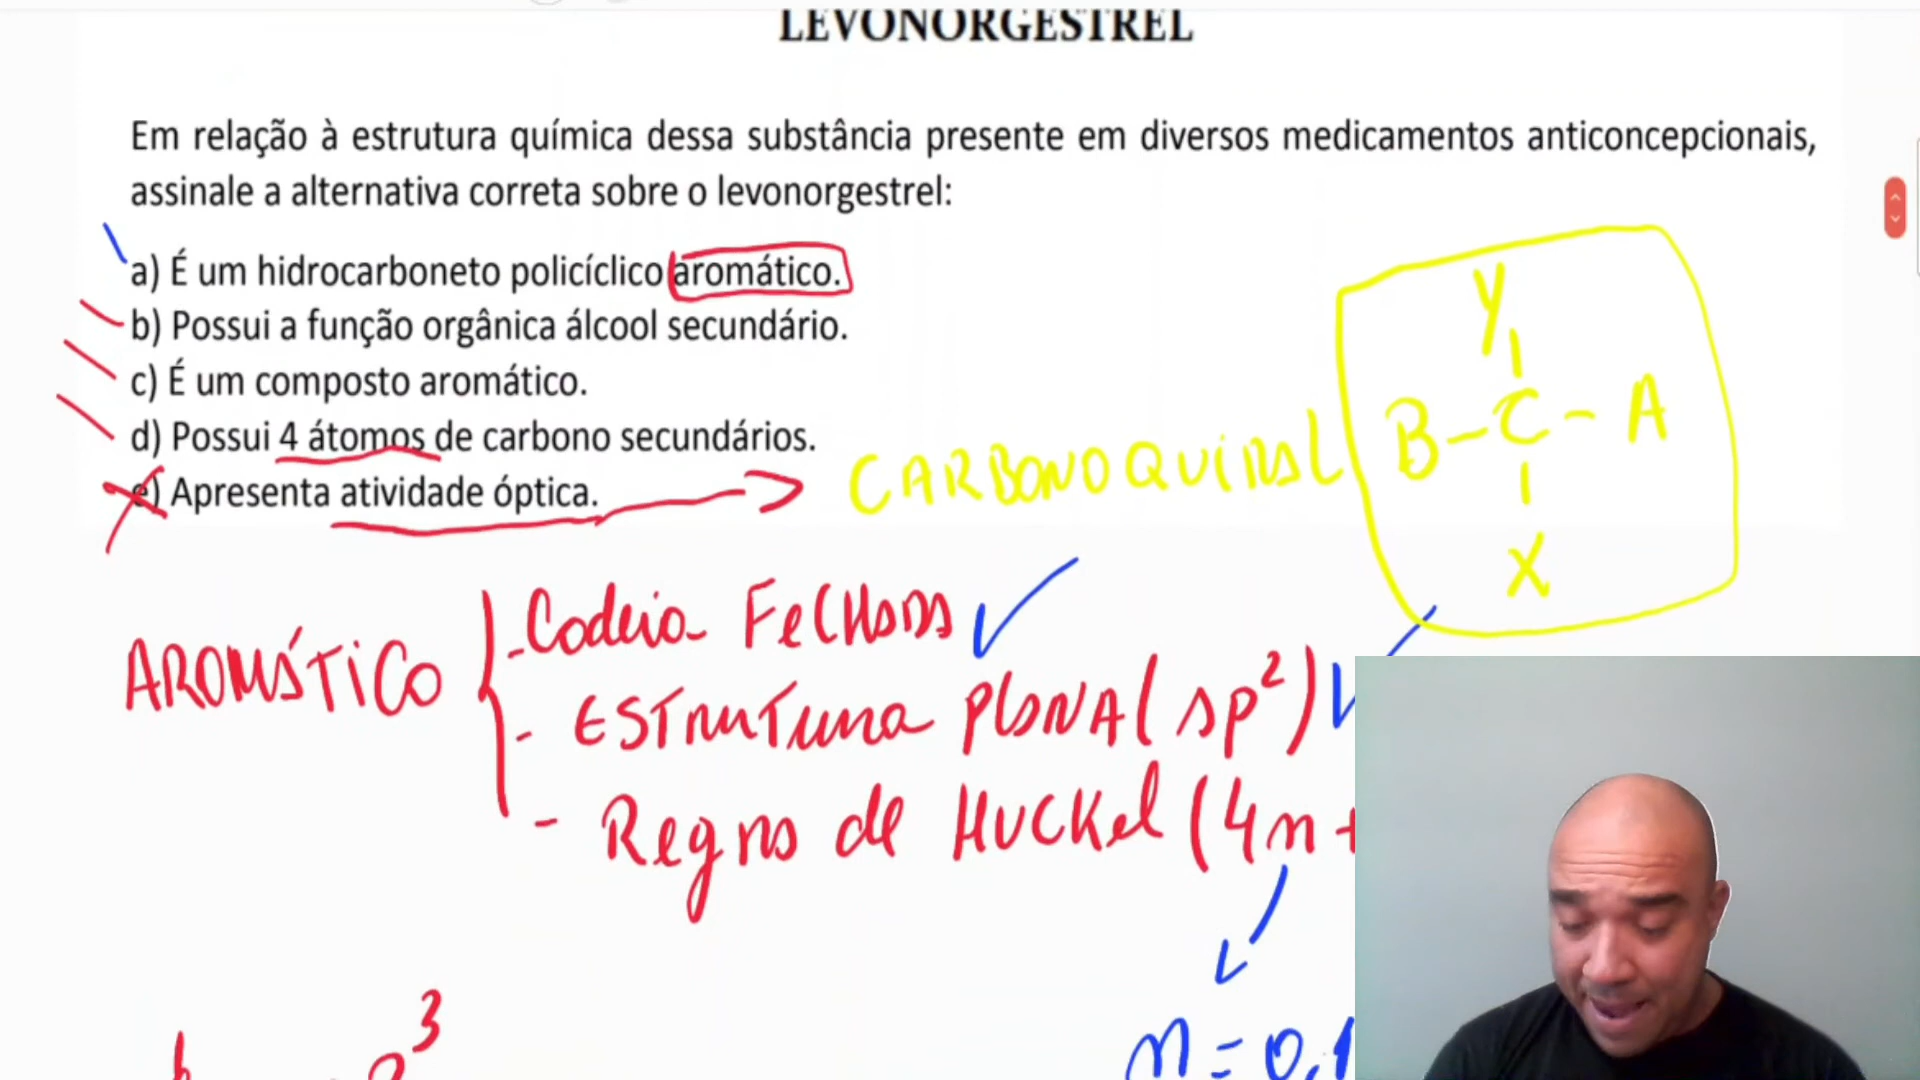 LEVONORGESTREL
Em relação à estrutura química dessa substância presente em diversos medicamentos anticoncepcionais,
assinale a alternativa correta sobre o levonorgestrel:
a) É um hidrocarboneto policíclico aromático.
b) Possui a função orgânica álcool secundário.
c) É um composto aromático.
d) Possui 4 átomos de carbono secundários.
e) Apresenta atividade óptica.
CARBONO QUIRAL
Y
B - C - A
X
AROMÁTICO
- Cadeia FeCHADA
- ESTRUTURA PLANA (sp²)
- Regra de HUCKel (4n+
n = 0,1
3